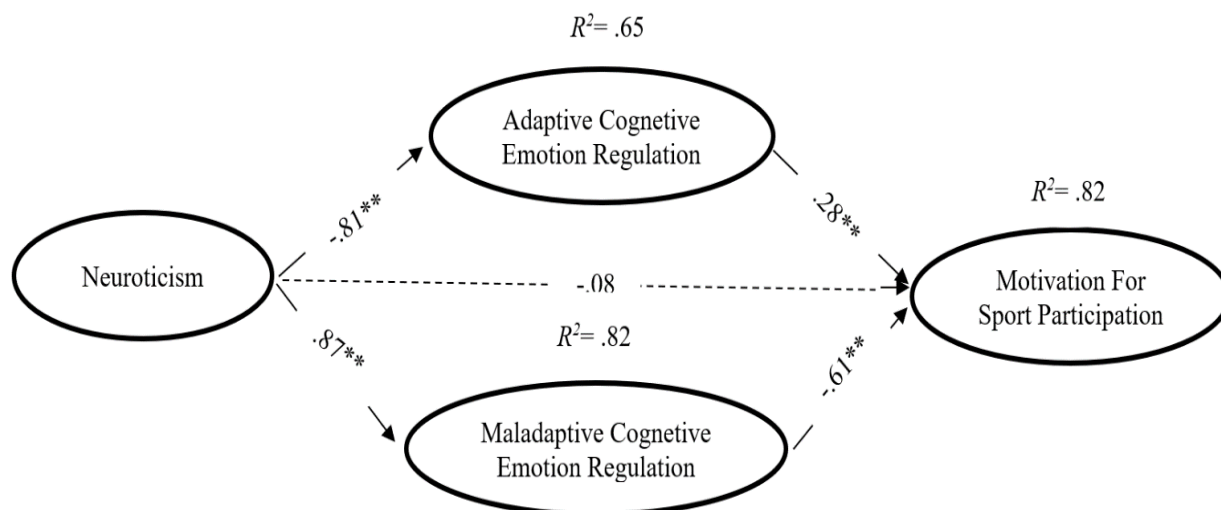 R²= .65
Adaptive Cognetive
Emotion Regulation
-.81**
.28**
R²= .82
Neuroticism
-.08
Motivation For
Sport Participation
.87**
R²= .82
-.61**
Maladaptive Cognetive
Emotion Regulation